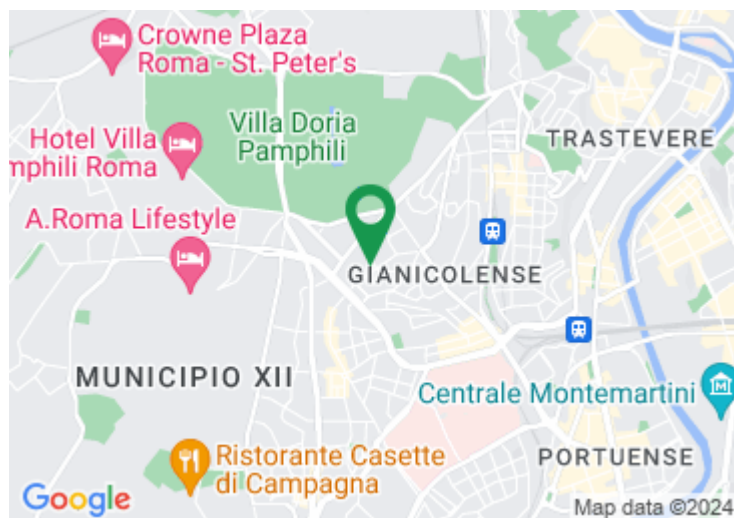 Crowne Plaza
Roma - St. Peter's
Villa Doria
Pamphili
TRASTEVERE
Hotel Villa
mphili Roma
A.Roma Lifestyle
GIANICOLENSE
MUNICIPIO XII
Centrale Montemartini
M
Ristorante Casette
di Campagna
PORTUENSE
Google
Map data ©2024